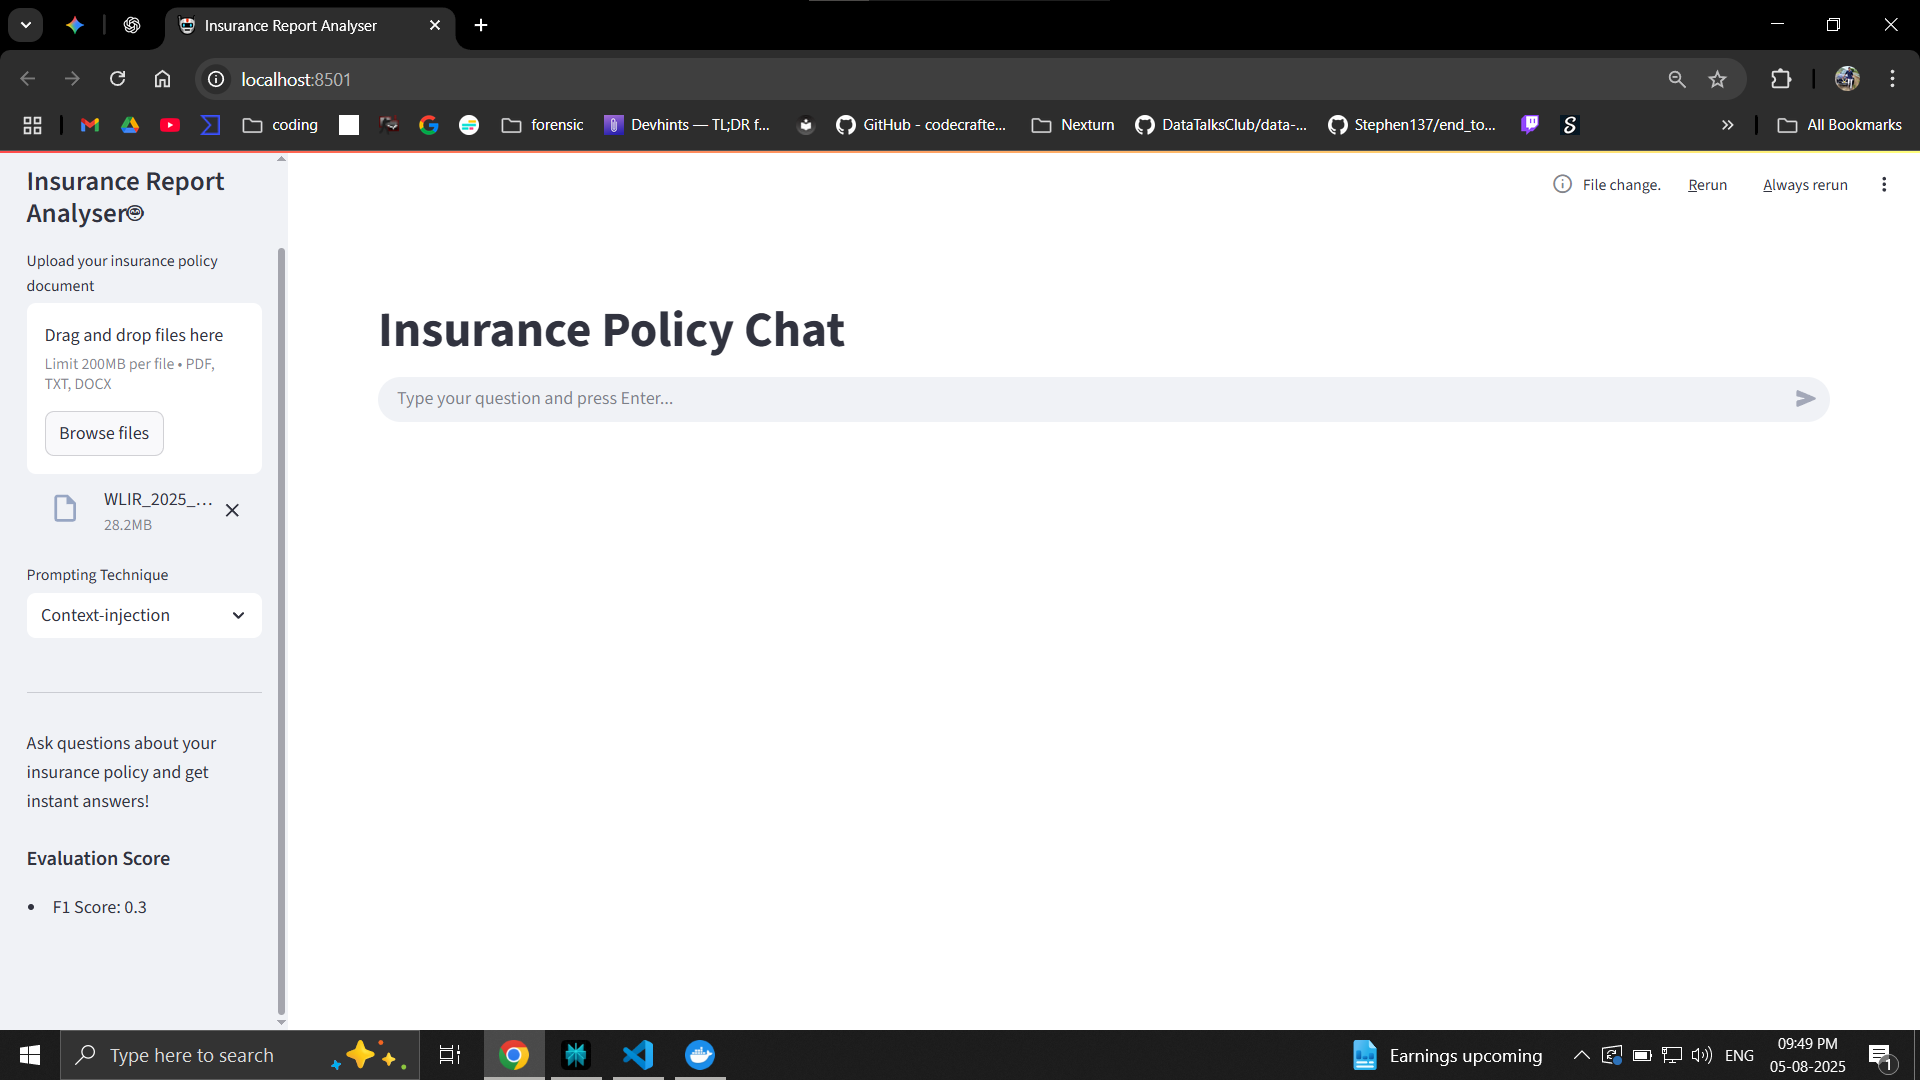 Insurance Report Analyser
localhost:8501
coding
forensic
Devhints — TL;DR f...
GitHub - codecrafte...
Nexturn
DataTalksClub/data-...
Stephen137/end_to...
All Bookmarks
Insurance Report
Analyser
Upload your insurance policy
document
Drag and drop files here
Limit 200MB per file • PDF,
TXT, DOCX
Browse files
WLIR_2025_...
28.2MB
Prompting Technique
Context-injection
Ask questions about your
insurance policy and get
instant answers!
Evaluation Score
• F1 Score: 0.3
File change.
Rerun
Always rerun
Insurance Policy Chat
Type your question and press Enter...
Type here to search
Earnings upcoming
ENG
09:49 PM
05-08-2025
1